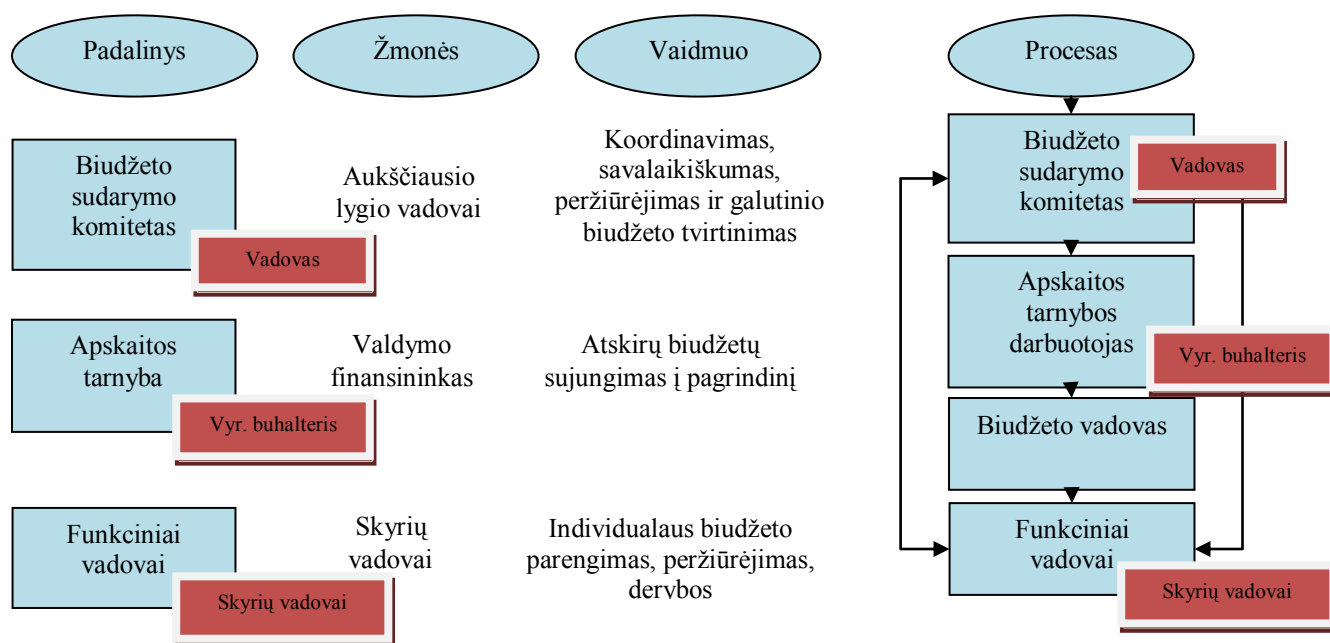 Padalinys
Žmonės
Vaidmuo
Procesas
Biudžeto
sudarymo
komitetas
Vadovas
Aukščiausio
lygio vadovai
Koordinavimas,
savalaikiškumas,
peržiūrėjimas ir galutinio
biudžeto tvirtinimas
Apskaitos
tarnyba
Vyr. buhalteris
Valdymo
finansininkas
Atskirų biudžetų
sujungimas į pagrindinį
Funkciniai
vadovai
Skyrių vadovai
Skyrių
vadovai
Individualaus biudžeto
parengimas, peržiūrėjimas,
derybos
Biudžeto
sudarymo
komitetas
Vadovas
Apskaitos
tarnybos
darbuotojas
Vyr. buhalteris
Biudžeto vadovas
Funkciniai
vadovai
Skyrių vadovai